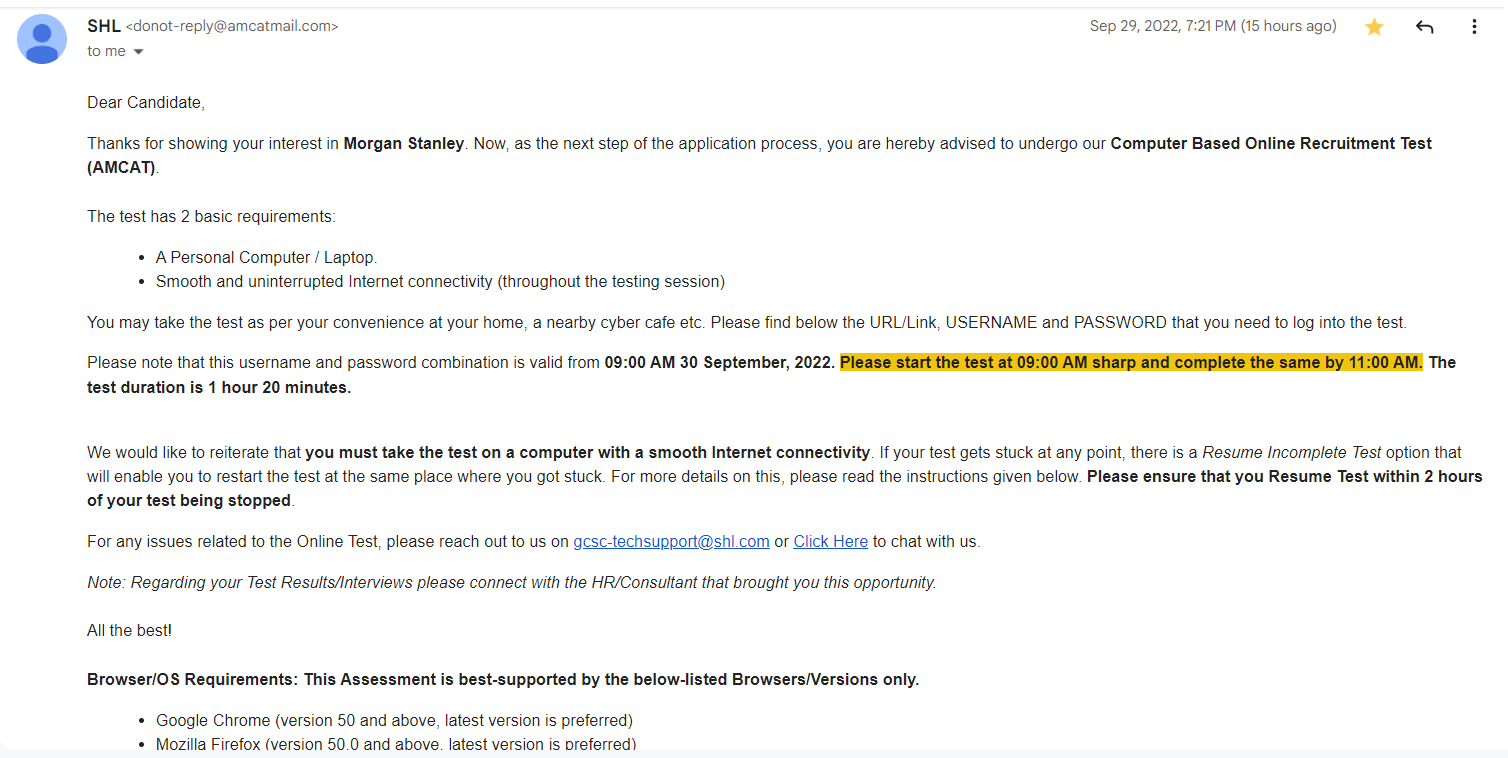 SHL <donot-reply@amcatmail.com>
Sep 29, 2022, 7:21 PM (15 hours ago)
to me
Dear Candidate,
Thanks for showing your interest in Morgan Stanley. Now, as the next step of the application process, you are hereby advised to undergo our Computer Based Online Recruitment Test
(AMCAT).
The test has 2 basic requirements:
• A Personal Computer / Laptop.
• Smooth and uninterrupted Internet connectivity (throughout the testing session)
You may take the test as per your convenience at your home, a nearby cyber cafe etc. Please find below the URL/Link, USERNAME and PASSWORD that you need to log into the test.
Please note that this username and password combination is valid from 09:00 AM 30 September, 2022. Please start the test at 09:00 AM sharp and complete the same by 11:00 AM. The
test duration is 1 hour 20 minutes.
We would like to reiterate that you must take the test on a computer with a smooth Internet connectivity. If your test gets stuck at any point, there is a Resume Incomplete Test option that
will enable you to restart the test at the same place where you got stuck. For more details on this, please read the instructions given below. Please ensure that you Resume Test within 2 hours
of your test being stopped.
For any issues related to the Online Test, please reach out to us on gcsc-techsupport@shl.com or Click Here to chat with us.
Note: Regarding your Test Results/Interviews please connect with the HR/Consultant that brought you this opportunity.
All the best!
Browser/OS Requirements: This Assessment is best-supported by the below-listed Browsers/Versions only.
• Google Chrome (version 50 and above, latest version is preferred)
• Mozilla Firefox (version 50.0 and above, latest version is preferred)